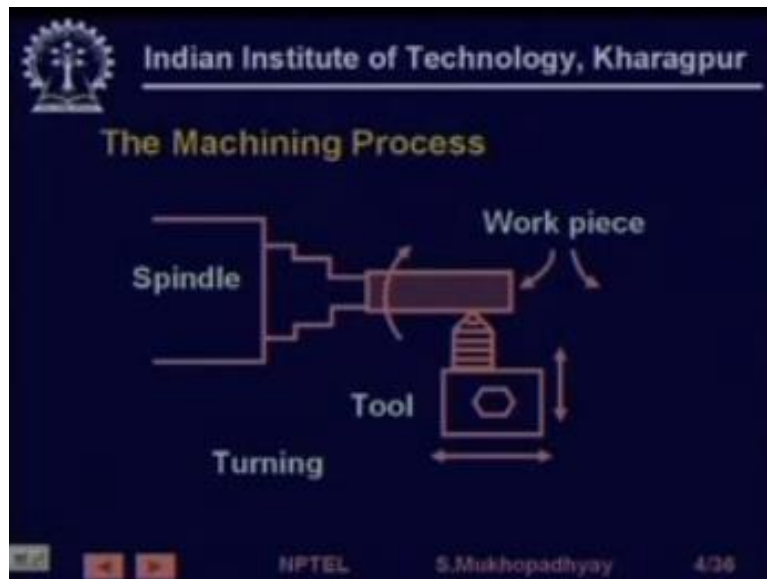 Indian Institute of Technology, Kharagpur
The Machining Process
Work piece
Spindle
Tool
Turning
NPTEL S.Mukhopadhyay 4/36